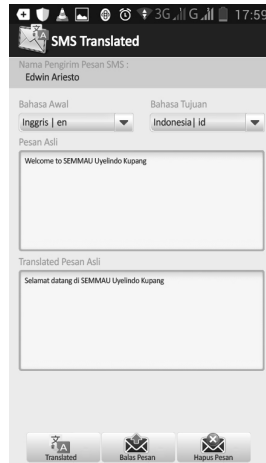 3G G 17:59
SMS Translated
Nama Pengirim Pesan SMS :
Edwin Ariesto
Bahasa Awal Bahasa Tujuan
Inggris | en Indonesia | id
Pesan Asli
Welcome to SEMMAU Uyelindo Kupang
Translated Pesan Asli
Selamat datang di SEMMAU Uyelindo Kupang
Translated Balas Pesan Hapus Pesan